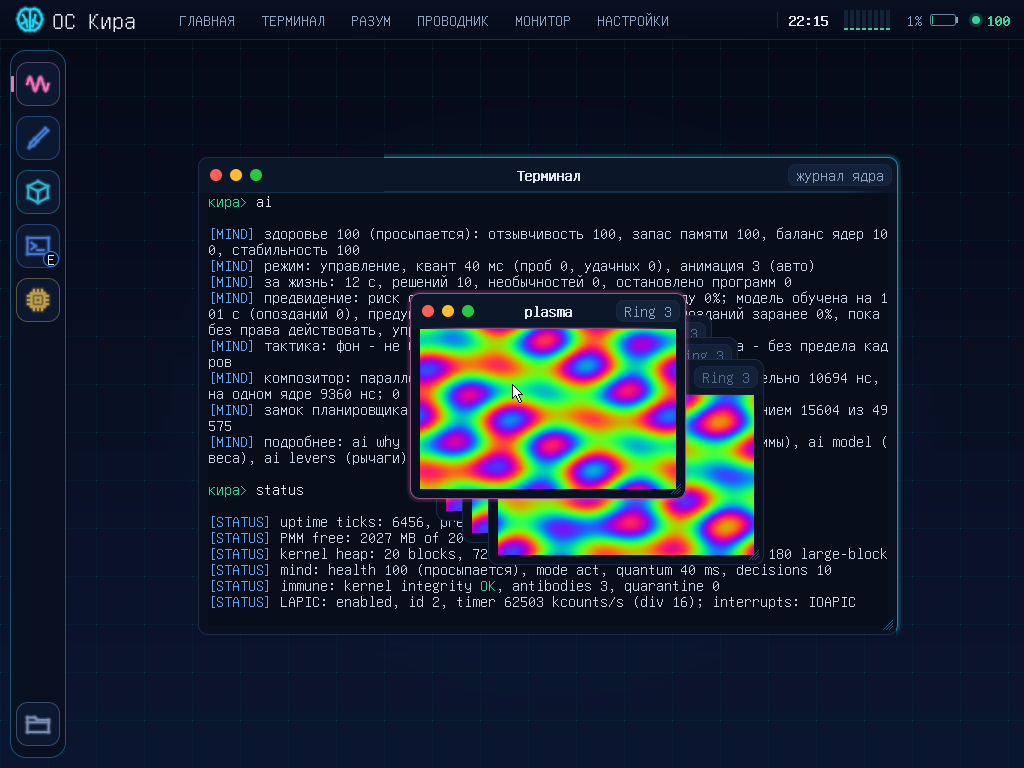 ОС Кира ГЛАВНАЯ ТЕРМИНАЛ РАЗУМ ПРОВОДНИК МОНИТОР НАСТРОЙКИ 22:15 1% 100
E
Терминал журнал ядра
кира> ai
[MIND] здоровье 100 (просыпается): отзывчивость 100, запас памяти 100, баланс ядер 10
0, стабильность 100
[MIND] режим: управление, квант 40 мс (проб 0, удачных 0), анимация 3 (авто)
[MIND] за жизнь: 12 с, решений 10, необычностей 0, остановлено программ 0
[MIND] предвидение: риск ду 0%; модель обучена на 1
01 с (опозданий 0), опозданий заранее 0%, пока
без права действовать,
[MIND] тактика: фон - не - без предела кад
ров
[MIND] композитор: 10694 нс,
на одном ядре 9360 нс; 0
[MIND] замок планировщика 15604 из 49
575
[MIND] подробнее: ai why ai model (
веса), ai levers (рычаги)
кира> status
[STATUS] uptime ticks: 6456,
[STATUS] PMM free: 2027 MB of 20
[STATUS] kernel heap: 20 blocks, 72 180 large-block
[STATUS] mind: health 100 (просыпается), mode act, quantum 40 ms, decisions 10
[STATUS] immune: kernel integrity OK, antibodies 3, quarantine 0
[STATUS] LAPIC: enabled, id 2, timer 62503 kcounts/s (div 16); interrupts: IOAPIC
plasma Ring 3
3
ing 3
Ring 3